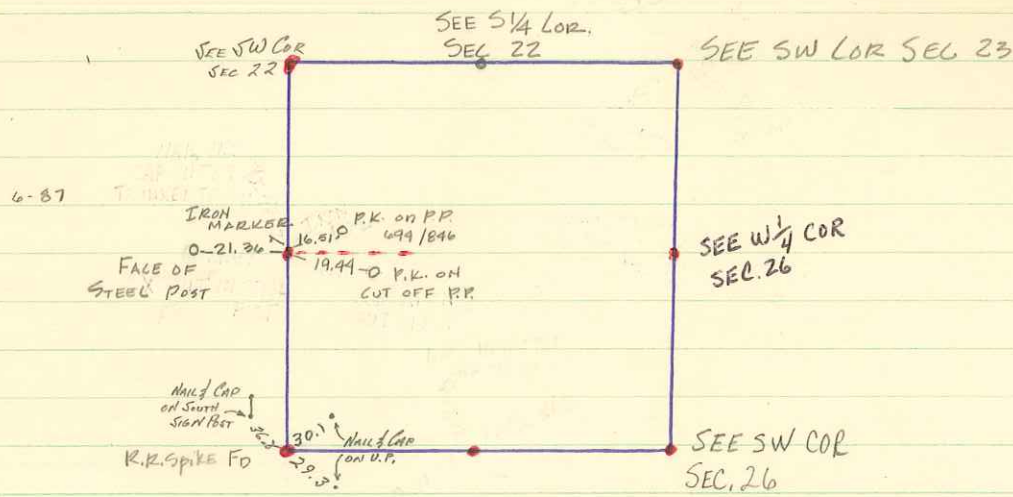 SEE S 1/4 COR.
SEC 22
SEE SW COR
SEC 22
SEE SW COR SEC 23
6-87
IRON
MARKER
16.51
P.K. on P.P.
694/846
O-21.36
FACE OF
STEEL POST
19.44
P.K. ON
CUT OFF P.P.
SEE W 1/4 COR
SEC. 26
NAIL & CAP
ON SOUTH
SIGN POST
30.1
NAIL & CAP
ON U.P.
29.3
R.R. SPIKE FD
SEE SW COR
SEC. 26